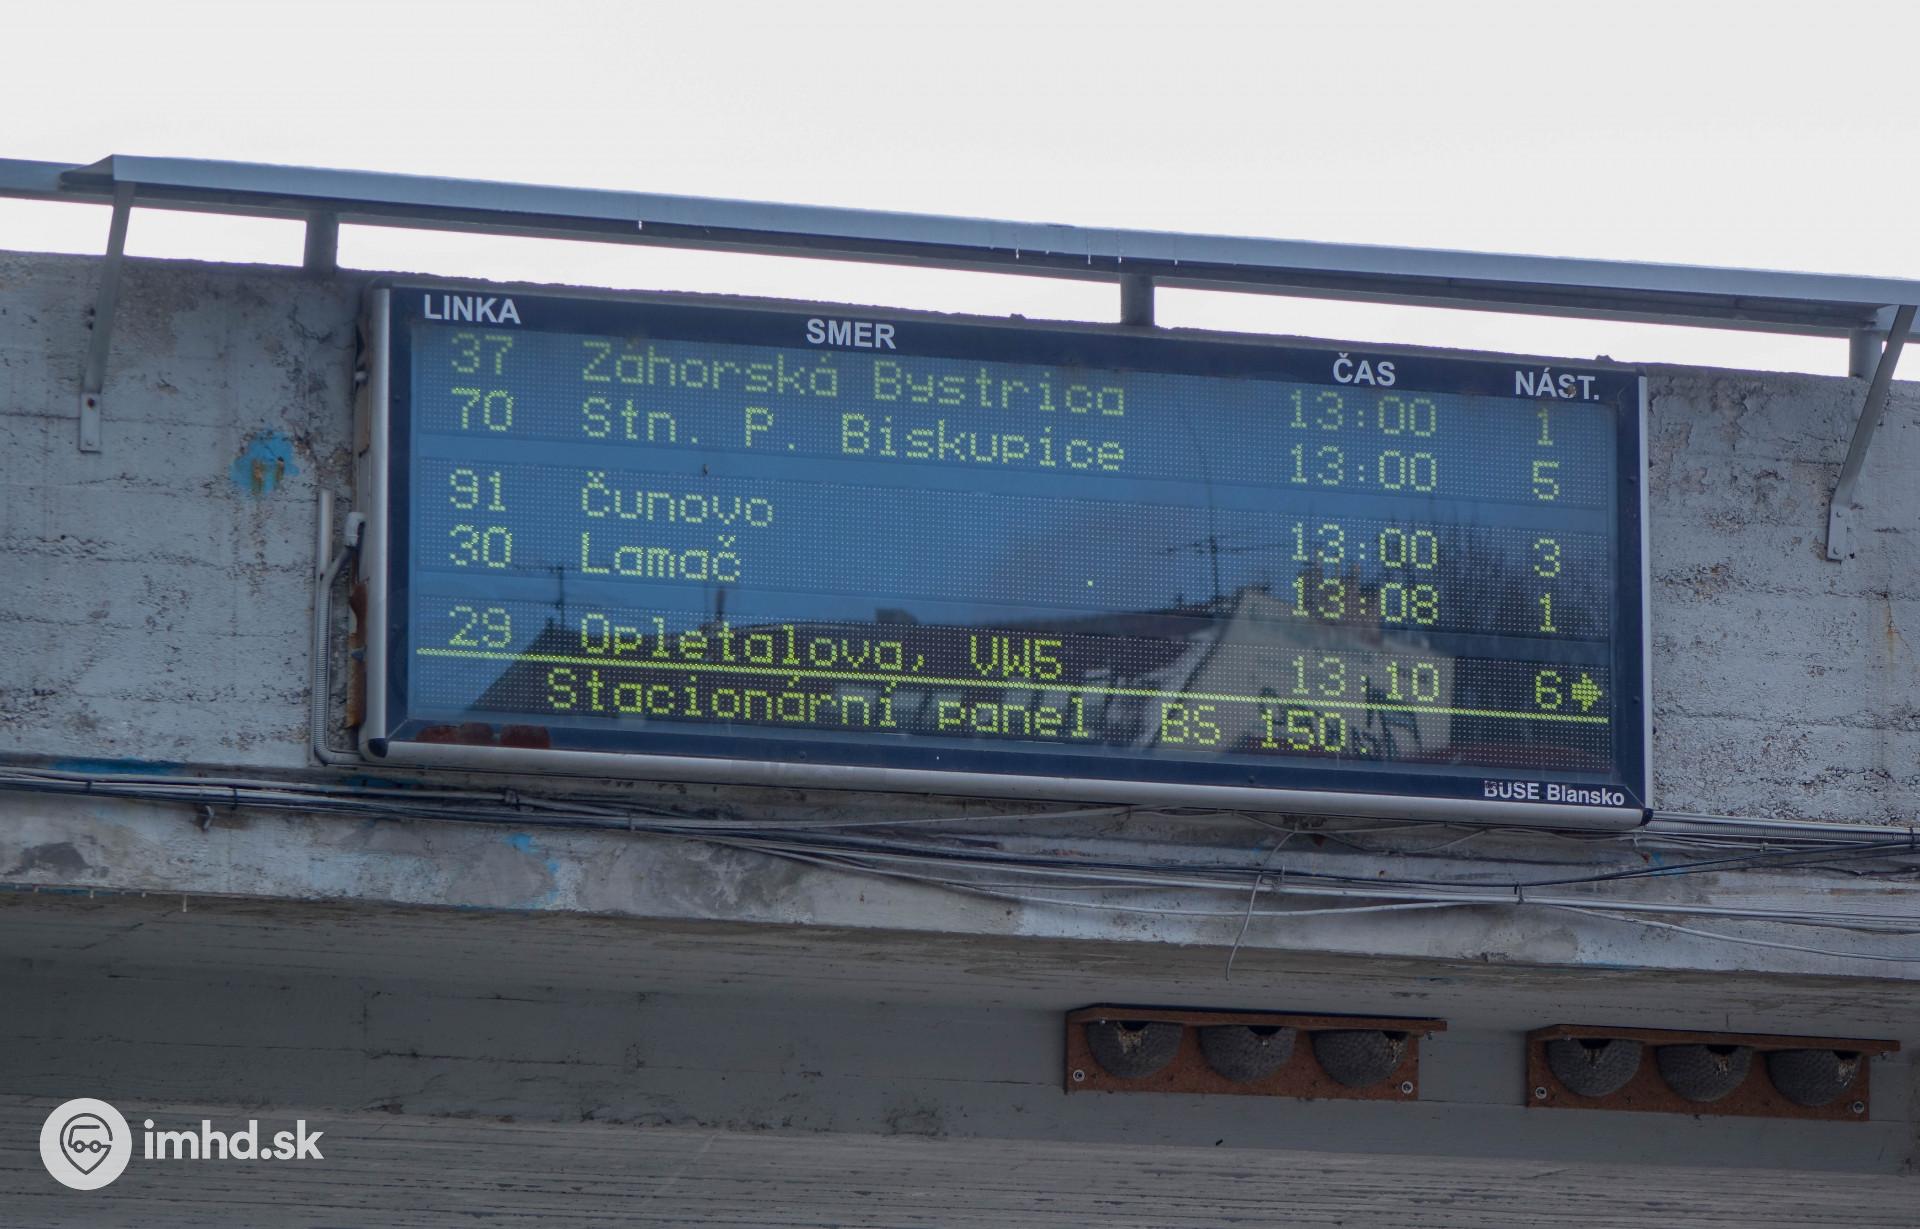 LINKA SMER ČAS NÁST.
37 Záhorská Bystrica 13:00 1
70 Stn. P. Biskupice 13:00 5
91 Čunovo 13:00 3
30 Lamač 13:08 1
29 Opletalova, VW5 13:10 6
Stacionární panel BS 150.
BUSE Blansko
imhd.sk